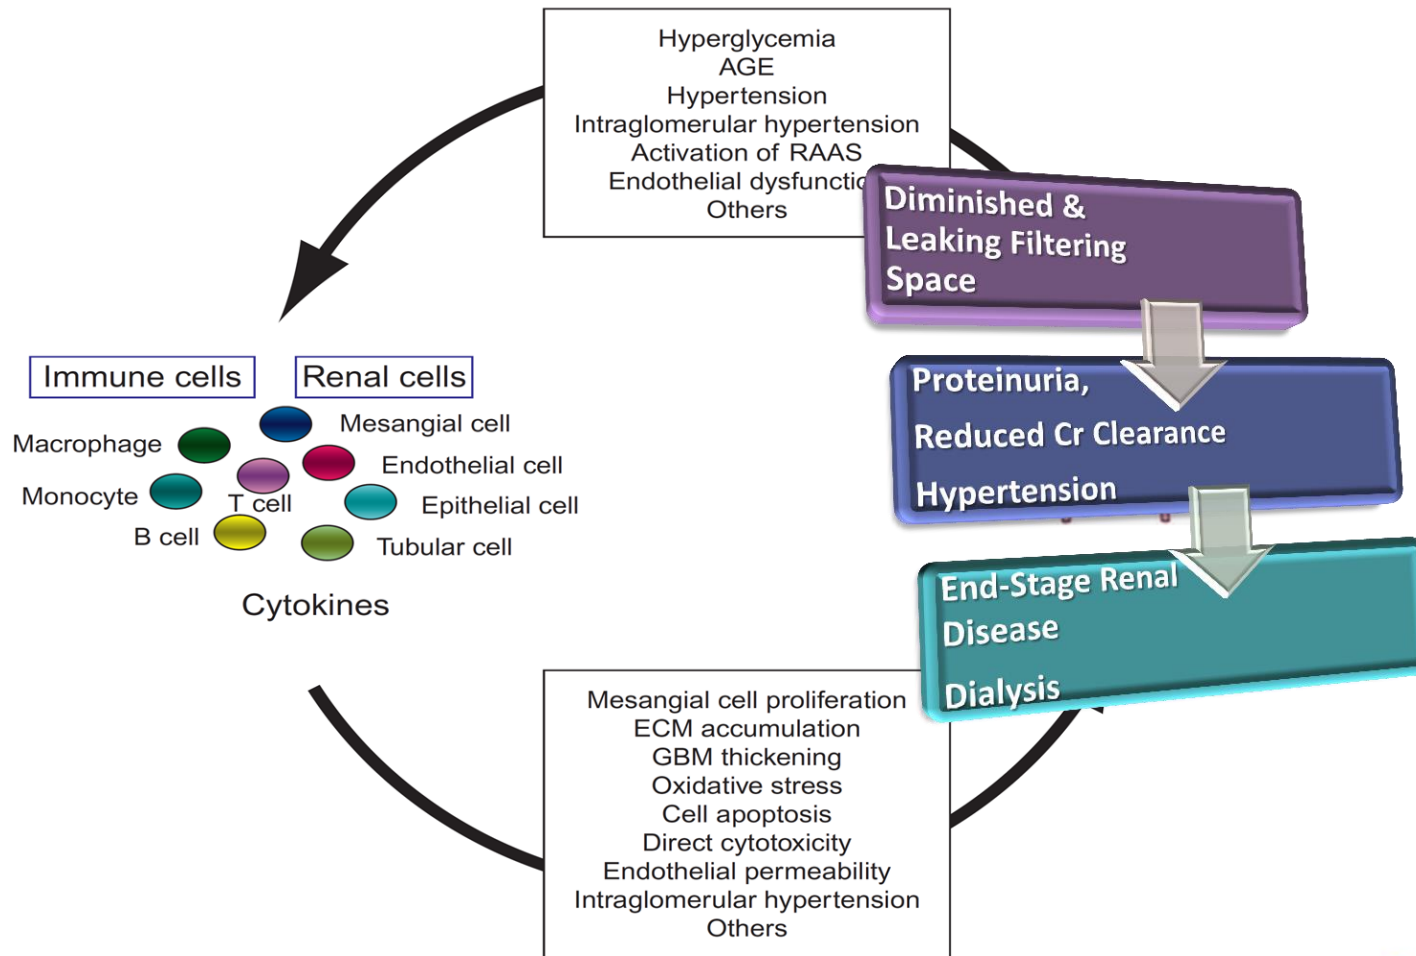 Hyperglycemia
AGE
Hypertension
Intraglomerular hypertension
Activation of RAAS
Endothelial dysfunctio
Others
Diminished &
Leaking Filtering
Space
Immune cells
Renal cells
Macrophage
Monocyte
T cell
B cell
Mesangial cell
Endothelial cell
Epithelial cell
Tubular cell
Cytokines
Proteinuria,
Reduced Cr Clearance
Hypertension
End-Stage Renal
Disease
Dialysis
Mesangial cell proliferation
ECM accumulation
GBM thickening
Oxidative stress
Cell apoptosis
Direct cytotoxicity
Endothelial permeability
Intraglomerular hypertension
Others